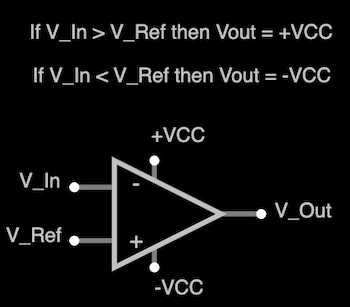 If V_In > V_Ref then Vout = +VCC
If V_In < V_Ref then Vout = -VCC
+VCC
V_In
-
V_Out
V_Ref
+
-VCC